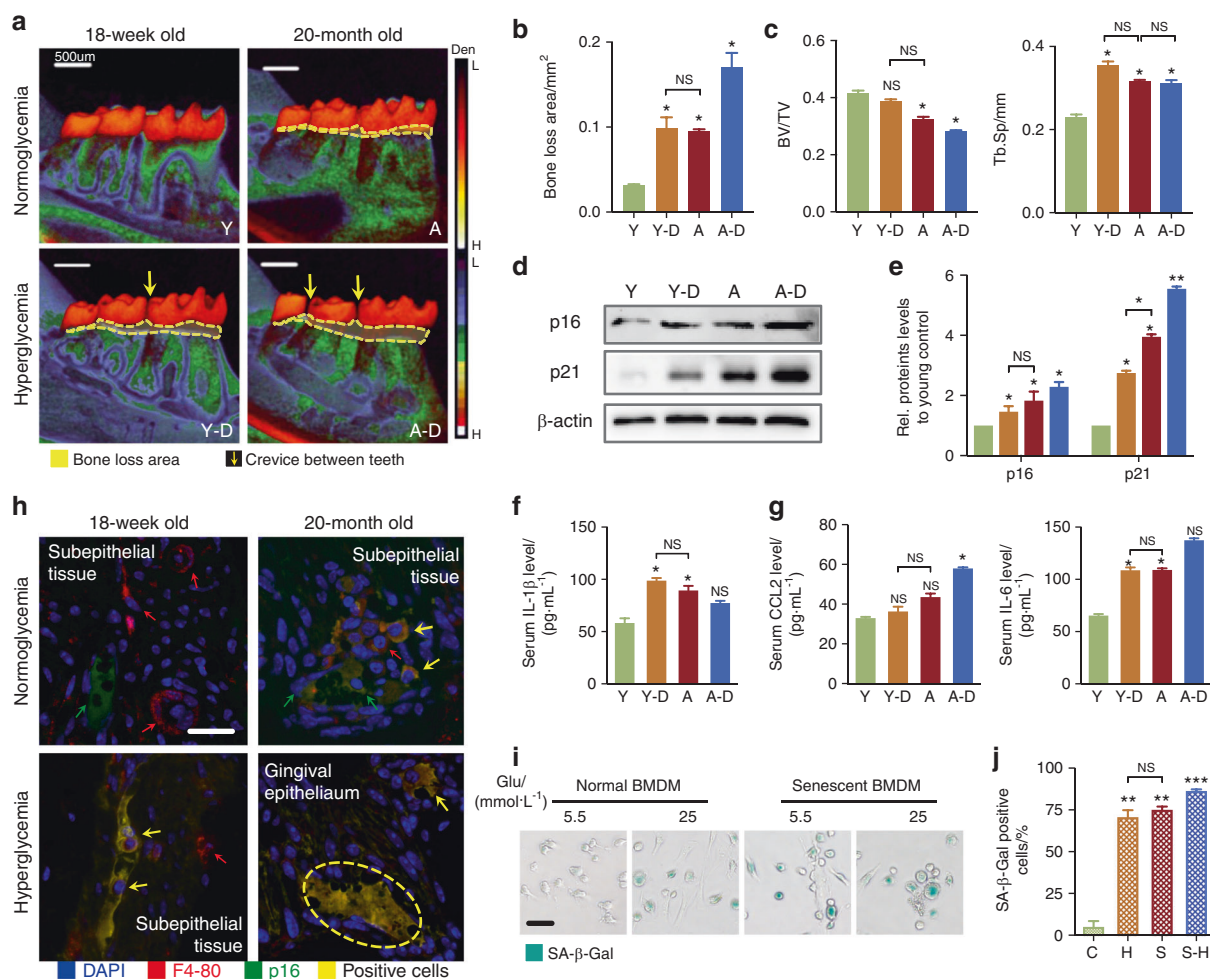 a
18-week old
20-month old
Den
500um
L
H
L
H
Normoglycemia
Hyperglycemia
Y
A
Y-D
A-D
Bone loss area
Crevice between teeth
b
Bone loss area/mm²
0.2
0.1
0.0
*
*
NS
*
Y Y-D A A-D
c
BV/TV
0.6
0.4
0.2
0.0
NS
NS
*
*
Y Y-D A A-D
Tb.Sp/mm
0.4
0.2
0.0
NS
NS
*
*
*
Y Y-D A A-D
d
Y Y-D A A-D
p16
p21
β-actin
e
Rel. proteins levels
to young control
6
4
2
0
NS
*
*
*
*
*
*
**
p16
p21
h
18-week old
20-month old
Normoglycemia
Hyperglycemia
Subepithelial
tissue
Subepithelial
tissue
Subepithelial
tissue
Gingival
epitheliaum
DAPI
F4-80
p16
Positive cells
f
Serum IL-1β level/
(pg·mL⁻¹)
150
100
50
0
NS
*
*
NS
Y Y-D A A-D
g
Serum CCL2 level/
(pg·mL⁻¹)
80
60
40
20
0
NS
NS
NS
*
Y Y-D A A-D
Serum IL-6 level/
(pg·mL⁻¹)
150
100
50
0
NS
*
*
NS
Y Y-D A A-D
i
Glu/
(mmol·L⁻¹)
Normal BMDM
Senescent BMDM
5.5
25
5.5
25
SA-β-Gal
j
SA-β-Gal positive
cells/%
100
75
50
25
0
NS
**
**
***
C H S S-H